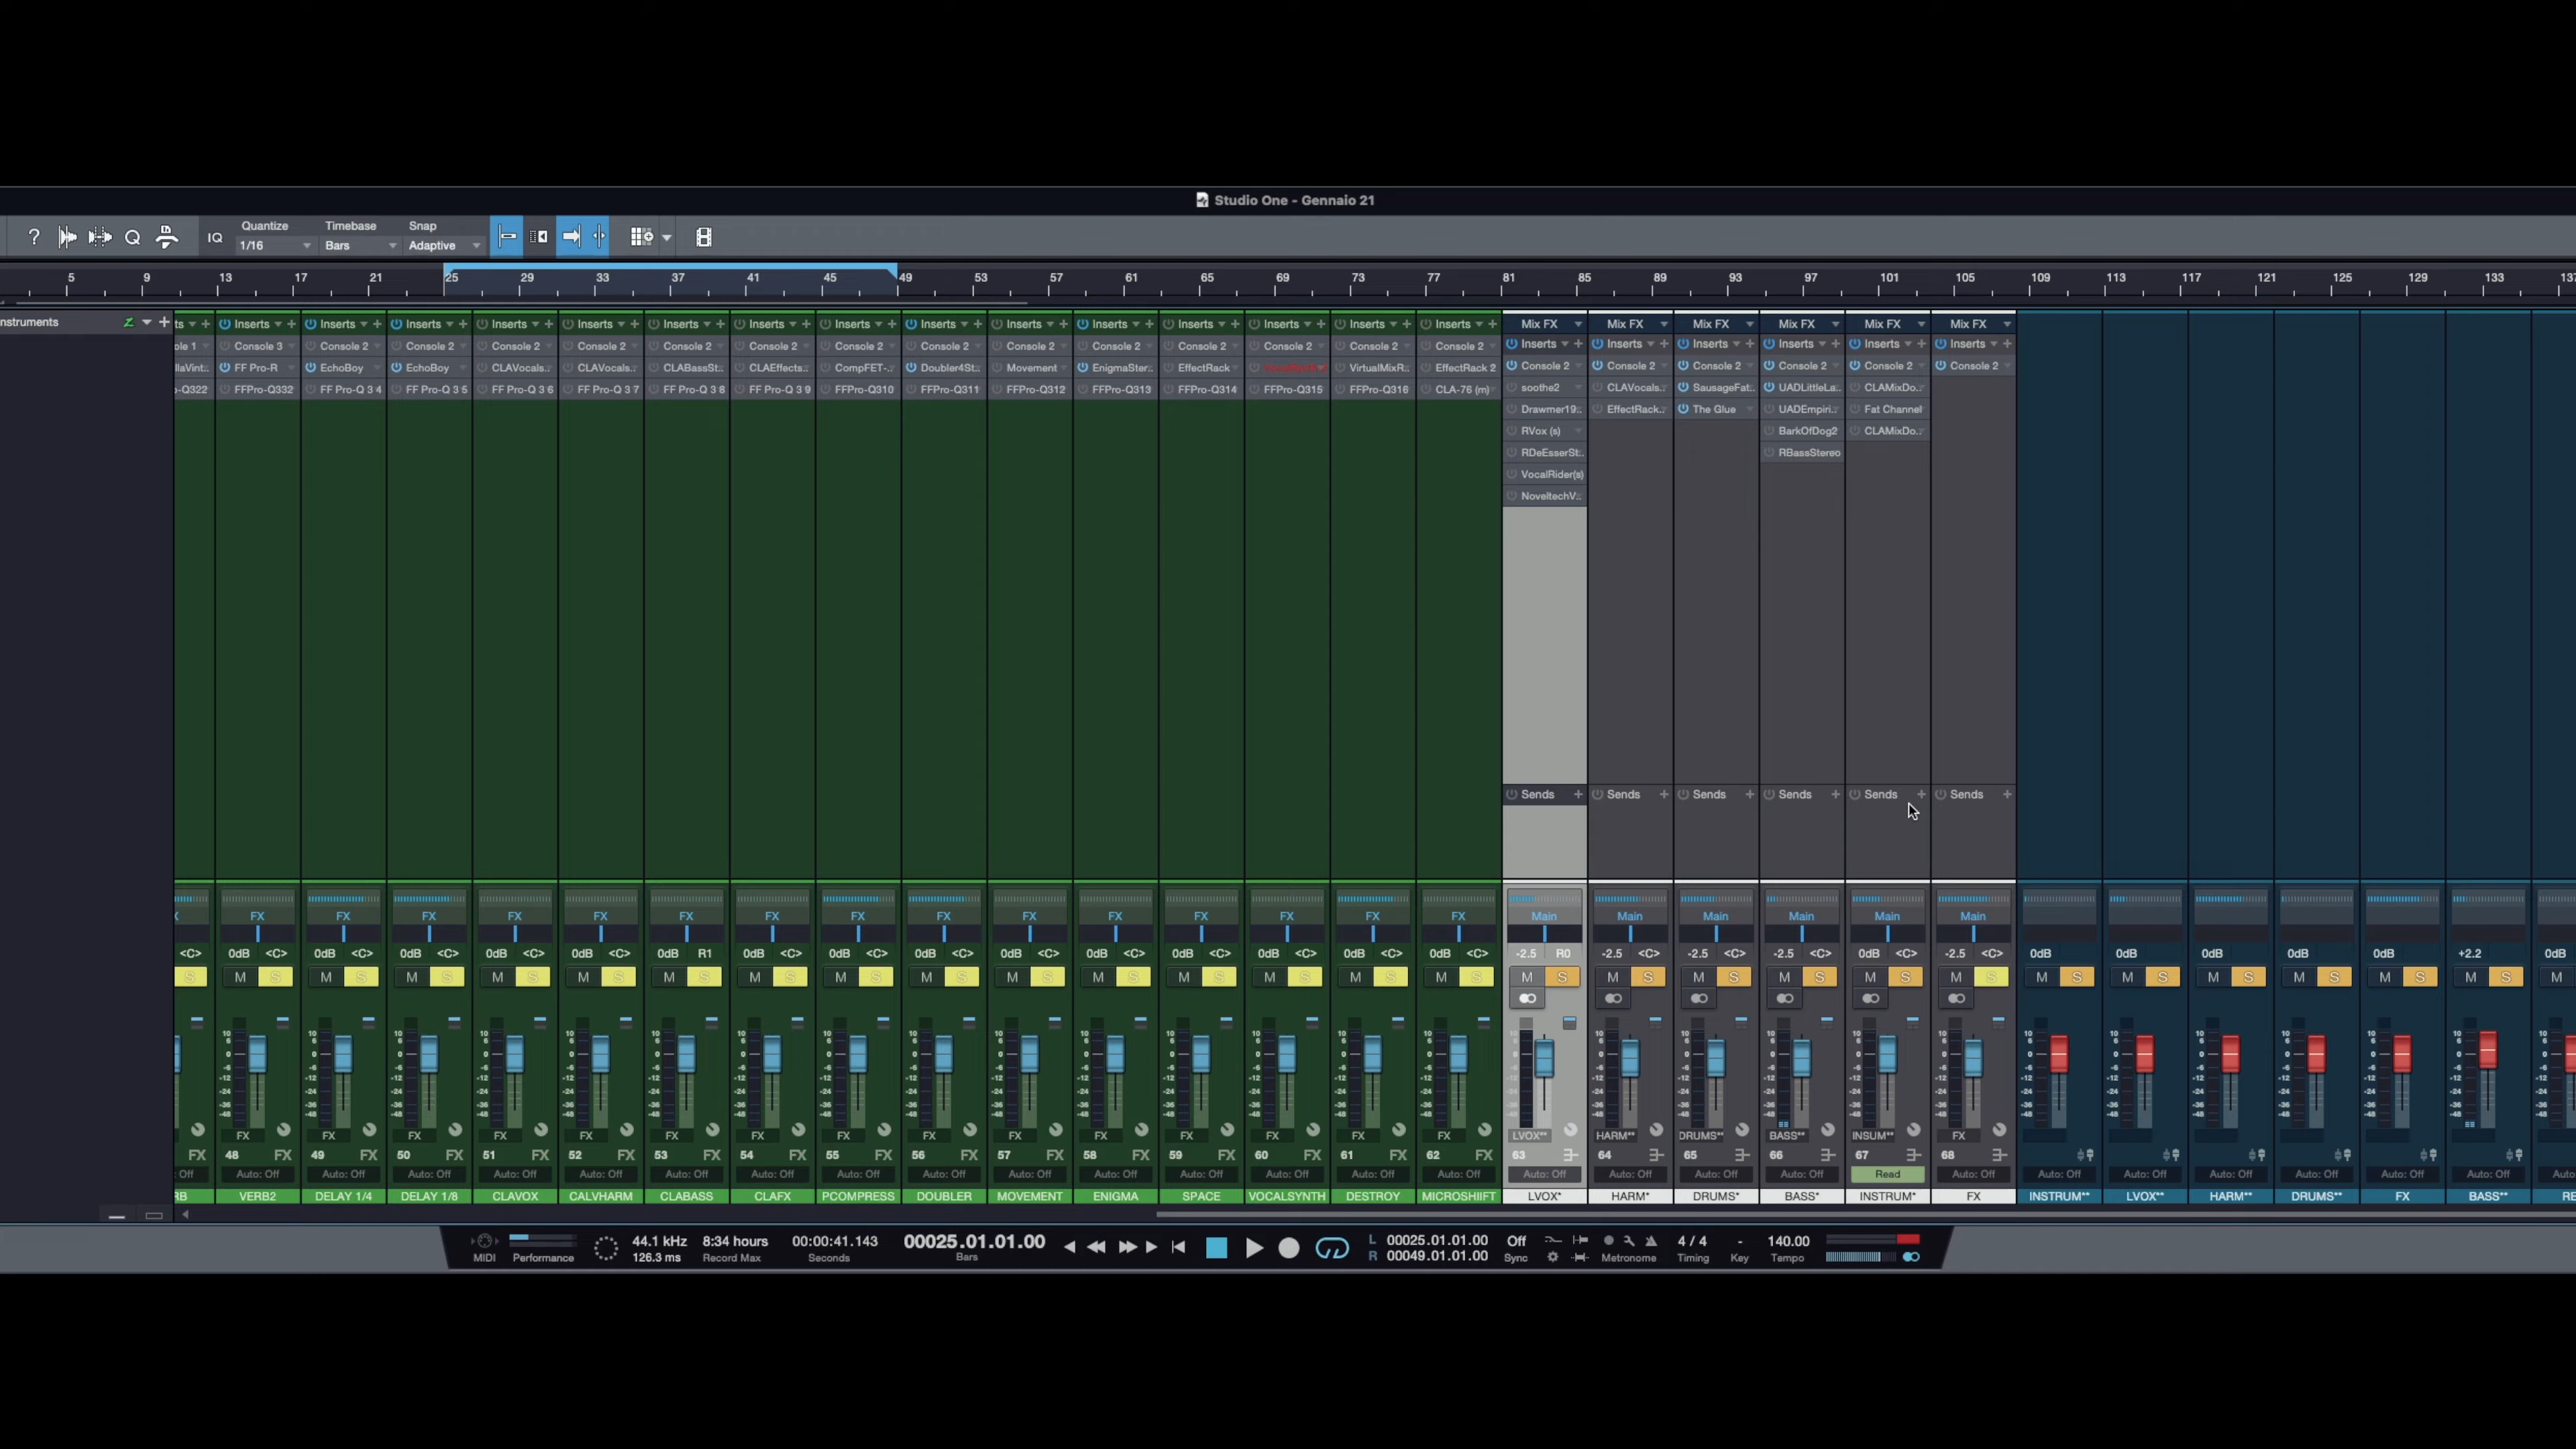 Studio One - Gennaio 21
? Q IQ Quantize Timebase Snap
1/16 Bars Adaptive
5 9 13 17 21 25 29 33 37 41 45 49 53 57 61 65 69 73 77 81 85 89 93 97 101 105 109 113 117 121 125 129 133 137
nstruments
ts Inserts Inserts Inserts Inserts Inserts Inserts Inserts Inserts Inserts Inserts Inserts Inserts Inserts Inserts Inserts Mix FX Mix FX Mix FX Mix FX Mix FX Mix FX
Inserts Inserts Inserts Inserts Inserts Inserts
ole 1 Console 3 Console 2 Console 2 Console 2 Console 2 Console 2 Console 2 Console 2 Console 2 Console 2 Console 2 Console 2 Console 2 Console 2 Console 2
llaVint.. FF Pro-R EchoBoy EchoBoy CLAVocals.. CLAVocals.. CLABassSt.. CLAEffects.. CompFET-.. Doubler4St.. Movement EnigmaSter.. EffectRack VirtualMixR.. EffectRack 2
Console 2 Console 2 Console 2 Console 2 Console 2 Console 2
-Q322 FFPro-Q332 FF Pro-Q 3 4 FF Pro-Q 3 5 FF Pro-Q 3 6 FF Pro-Q 3 7 FF Pro-Q 3 8 FF Pro-Q 3 9 FFPro-Q310 FFPro-Q311 FFPro-Q312 FFPro-Q313 FFPro-Q314 FFPro-Q315 FFPro-Q316 CLA-76 (m)
soothe2 CLAVocals.. SausageFat.. UADLittleLa.. CLAMixDo..
Drawmer19.. EffectRack.. The Glue UADEmpiri.. Fat Channel
RVox (s) BarkOfDog2 CLAMixDo..
RDeEsserSt.. RBassStereo
VocalRider(s)
NoveltechV..
Sends Sends Sends Sends Sends Sends
FX FX FX FX FX FX FX FX FX FX FX FX FX FX FX Main Main Main Main Main Main
<C> 0dB <C> 0dB <C> 0dB <C> 0dB <C> 0dB <C> 0dB R1 0dB <C> 0dB <C> 0dB <C> 0dB <C> 0dB <C> 0dB <C> 0dB <C> 0dB <C> 0dB <C> -2.5 R0 -2.5 <C> -2.5 <C> -2.5 <C> 0dB <C> -2.5 <C> 0dB 0dB 0dB 0dB 0dB +2.2 0dB
S M S M S M S M S M S M S M S M S M S M S M S M S M S M S M S M S M S M S M S M S M S M S M S M S M S M S M S M
FX FX FX FX FX FX FX FX FX FX FX FX FX FX FX LVOX** HARM** DRUMS** BASS** INSUM** FX
FX 48 FX 49 FX 50 FX 51 FX 52 FX 53 FX 54 FX 55 FX 56 FX 57 FX 58 FX 59 FX 60 FX 61 FX 62 FX 63 64 65 66 67 68
: Off Auto: Off Auto: Off Auto: Off Auto: Off Auto: Off Auto: Off Auto: Off Auto: Off Auto: Off Auto: Off Auto: Off Auto: Off Auto: Off Auto: Off Auto: Off Auto: Off Auto: Off Auto: Off Auto: Off Read Auto: Off Auto: Off Auto: Off Auto: Off Auto: Off Auto: Off Auto: Off Auto
RB VERB2 DELAY 1/4 DELAY 1/8 CLAVOX CALVHARM CLABASS CLAFX PCOMPRESS DOUBLER MOVEMENT ENIGMA SPACE VOCALSYNTH DESTROY MICROSHIIFT LVOX* HARM* DRUMS* BASS* INSTRUM* FX INSTRUM** LVOX** HARM** DRUMS** FX BASS** RE
44.1 kHz 8:34 hours 00:00:41.143 00025.01.01.00 L 00025.01.01.00 Off 4 / 4 - 140.00
MIDI Performance 126.3 ms Record Max Seconds Bars R 00049.01.01.00 Sync Metronome Timing Key Tempo